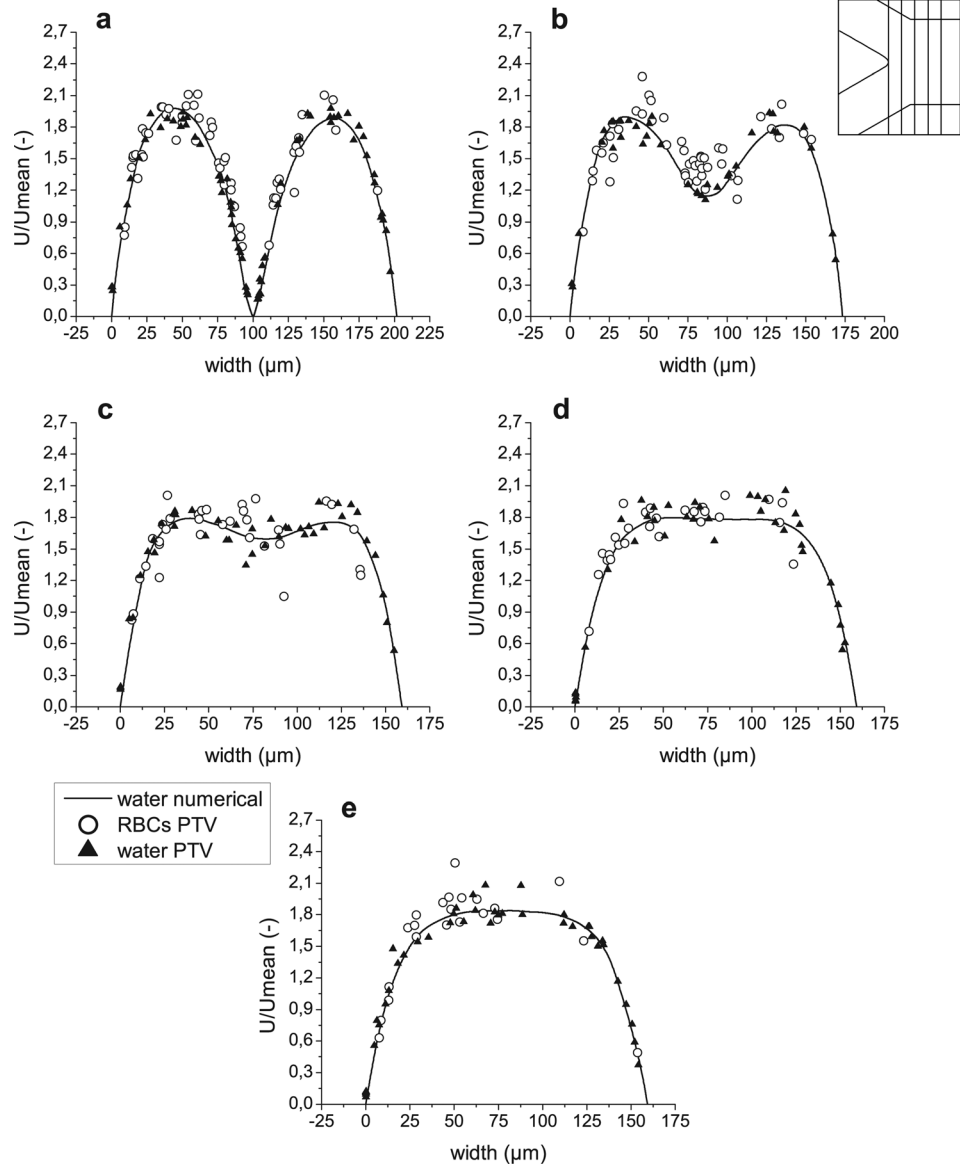 a
2,7
2,4
2,1
1,8
1,5
1,2
0,9
0,6
0,3
0,0
U/Umean (-)
-25 0 25 50 75 100 125 150 175 200 225
width (µm)
b
2,7
2,4
2,1
1,8
1,5
1,2
0,9
0,6
0,3
0,0
U/Umean (-)
-25 0 25 50 75 100 125 150 175 200
width (µm)
c
2,7
2,4
2,1
1,8
1,5
1,2
0,9
0,6
0,3
0,0
U/Umean (-)
-25 0 25 50 75 100 125 150 175
width (µm)
d
2,7
2,4
2,1
1,8
1,5
1,2
0,9
0,6
0,3
0,0
U/Umean (-)
-25 0 25 50 75 100 125 150 175
width (µm)
water numerical
RBCs PTV
water PTV
e
2,7
2,4
2,1
1,8
1,5
1,2
0,9
0,6
0,3
0,0
U/Umean (-)
-25 0 25 50 75 100 125 150 175
width (µm)